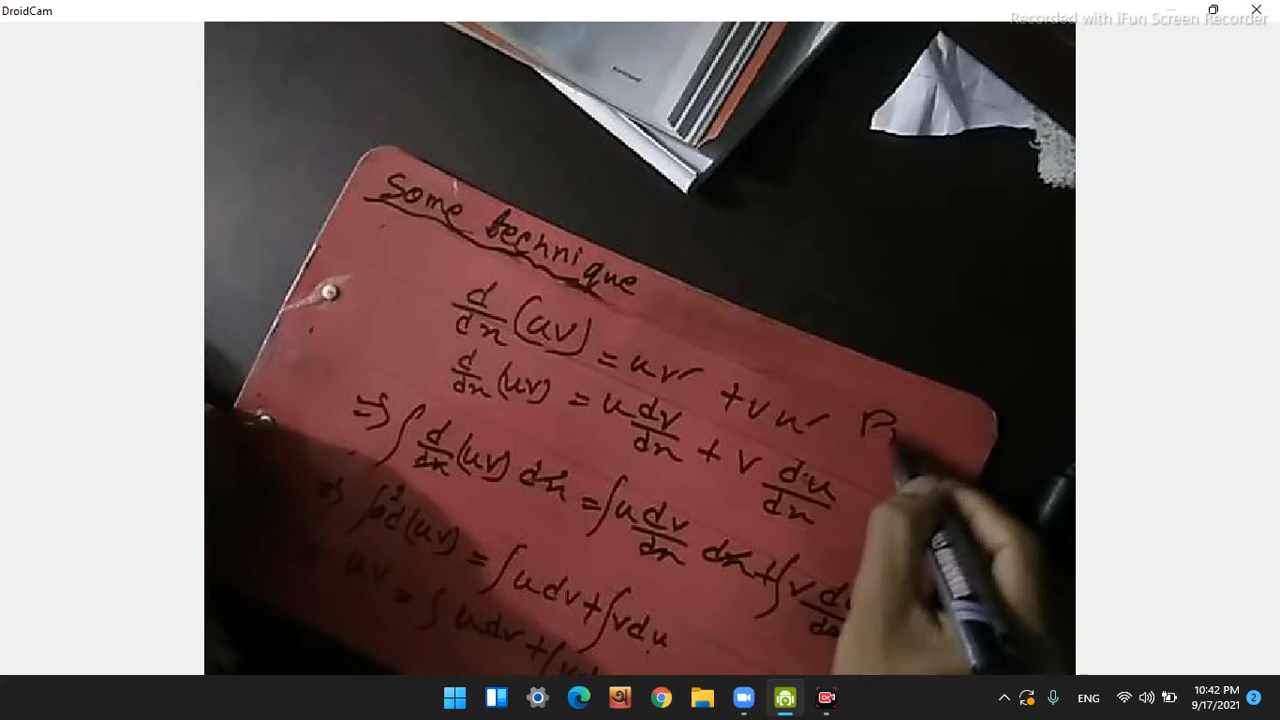 DroidCam
Recorded with iFun Screen Recorder
Some technique
d/dx (uv) = uv′ + vu′
d/dx (uv) = u dv/dx + v du/dx
⇒ ∫ d/dx (uv) dx = ∫ u dv/dx dx + ∫ v du
⇒ ∫ d(uv) = ∫ u dv + ∫ v du
uv = ∫ u dv + ∫
ENG
10:42 PM
9/17/2021
2